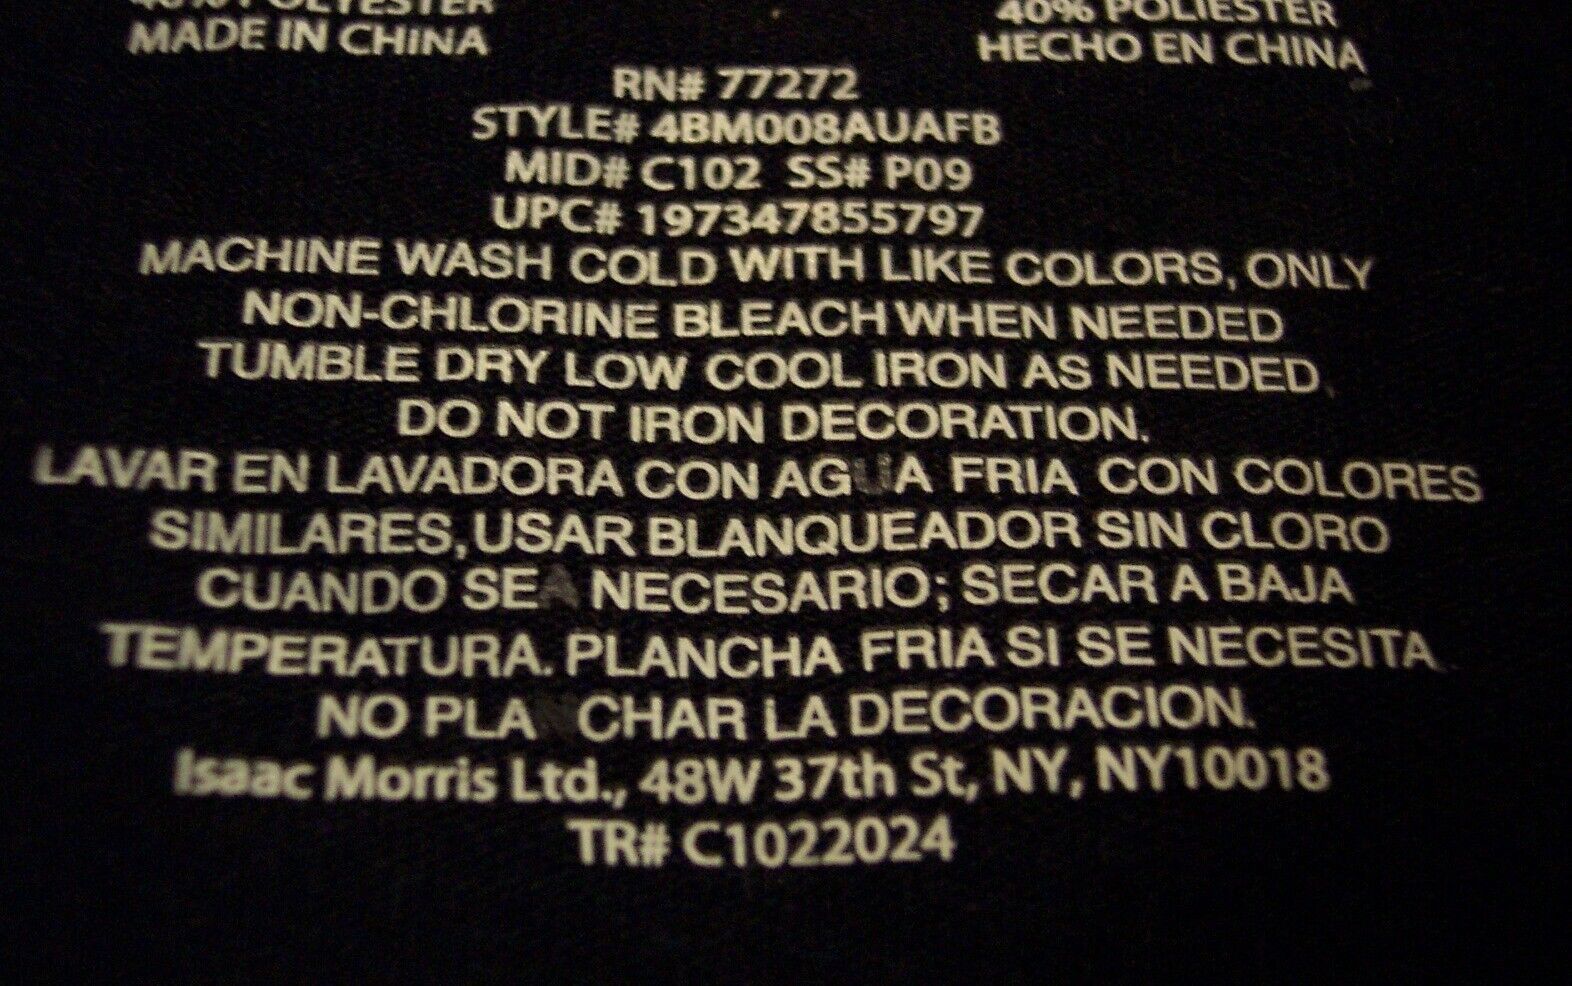 40% POLYESTER
40% POLIESTER
MADE IN CHINA
HECHO EN CHINA
RN# 77272
STYLE# 4BM008AUAFB
MID# C102 SS# P09
UPC# 197347855797
MACHINE WASH COLD WITH LIKE COLORS, ONLY
NON-CHLORINE BLEACH WHEN NEEDED
TUMBLE DRY LOW COOL IRON AS NEEDED,
DO NOT IRON DECORATION.
LAVAR EN LAVADORA CON AGUA FRIA CON COLORES
SIMILARES, USAR BLANQUEADOR SIN CLORO
CUANDO SEA NECESARIO; SECAR A BAJA
TEMPERATURA. PLANCHA FRIA SI SE NECESITA.
NO PLANCHAR LA DECORACION.
Isaac Morris Ltd., 48W 37th St, NY, NY10018
TR# C1022024